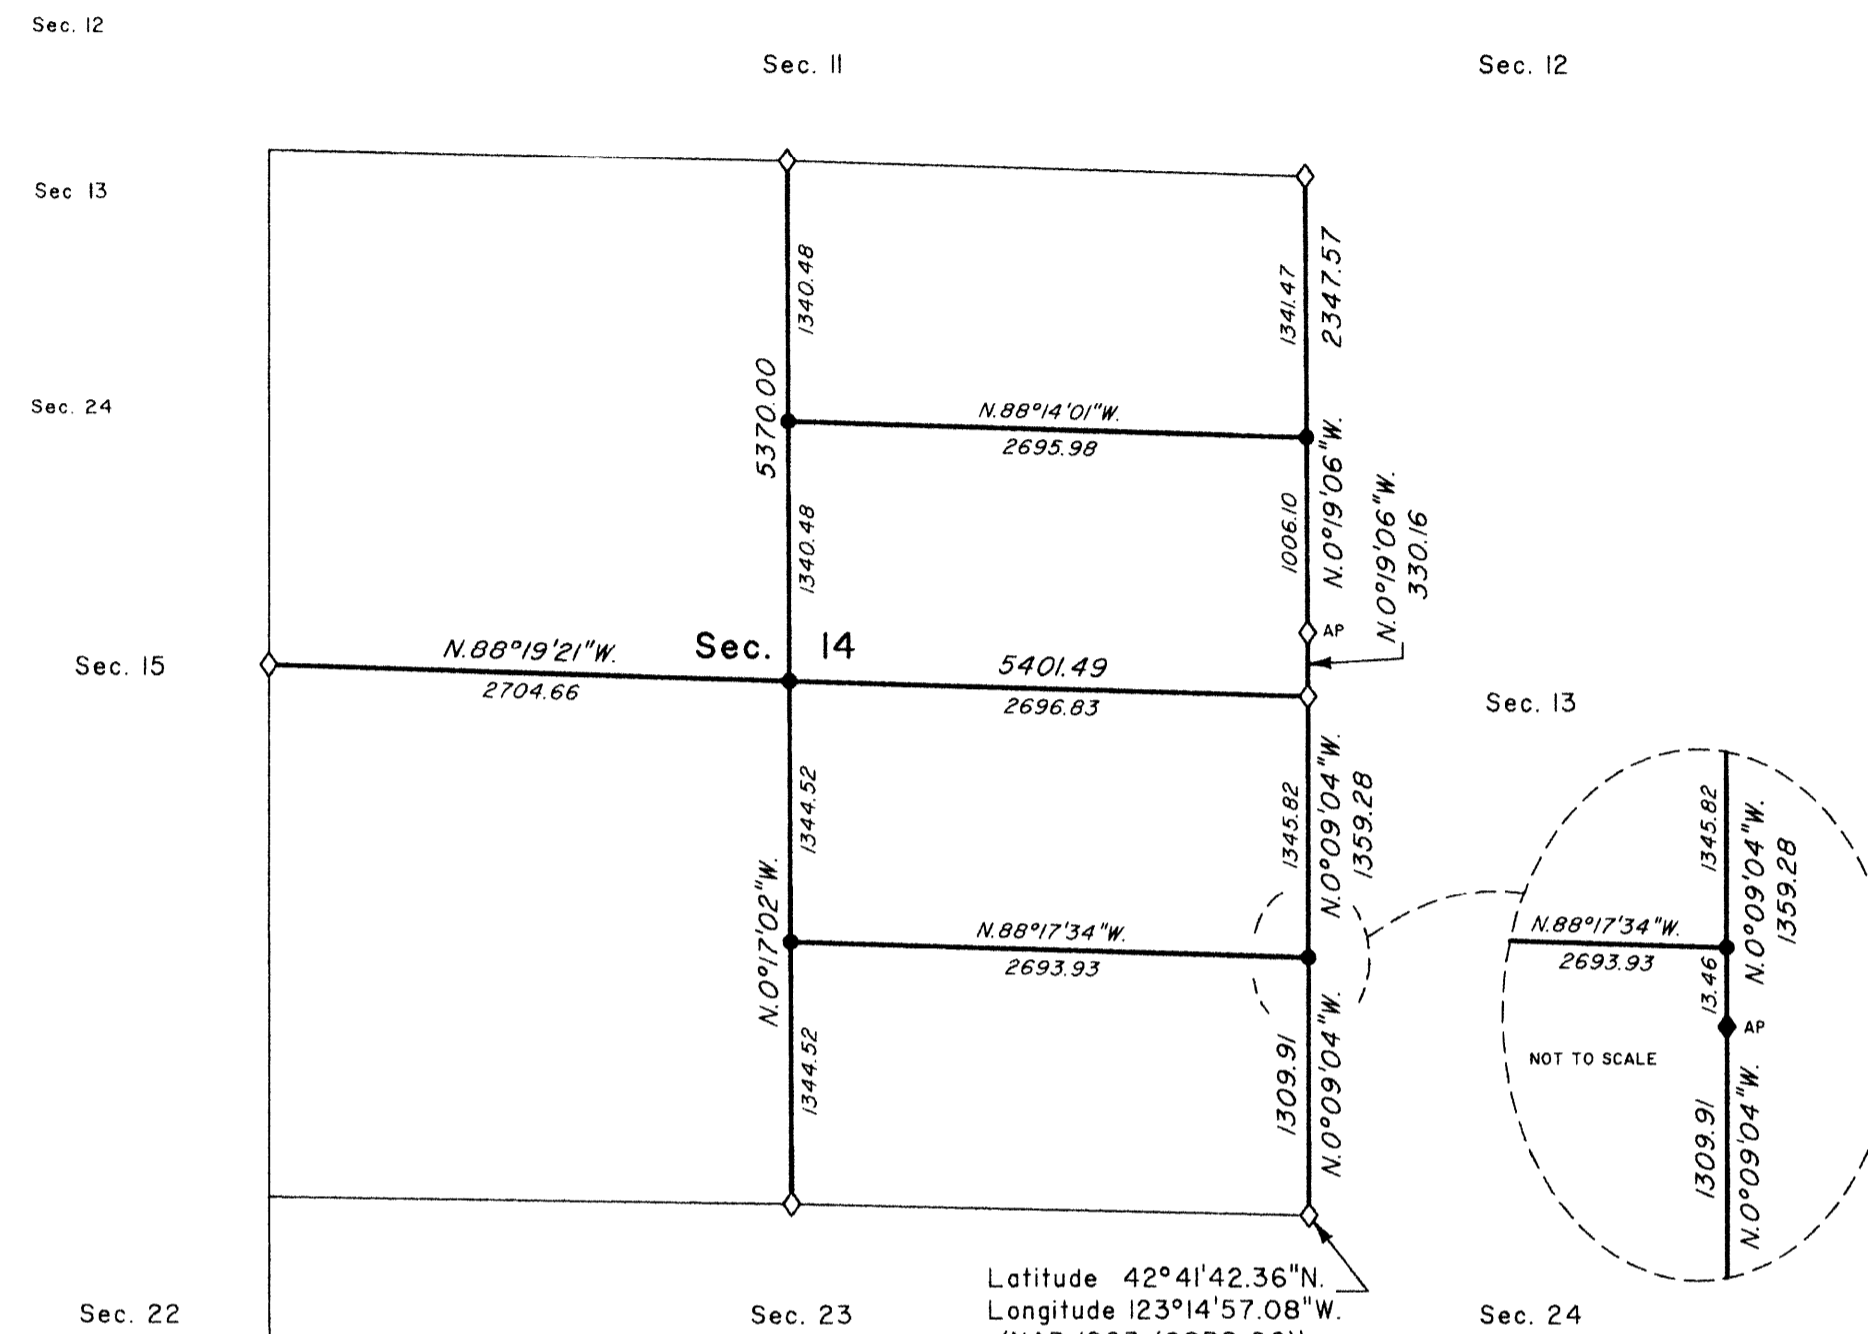 Sec. 12
Sec. 11
Sec. 12
Sec 13
Sec. 24
Sec. 15
Sec. 22
1340.48
5370.00
1340.48
1341.47
2347.57
N.88°14'01"W.
2695.98
1006.10
N.0°19'06"W.
N.0°19'06"W.
330.16
AP
N.88°19'21"W.
2704.66
Sec. 14
5401.49
2696.83
Sec. 13
1344.52
N.0°17'02"W.
1344.52
1345.82
N.0°09'04"W.
1359.28
N.88°17'34"W.
2693.93
1309.91
N.0°09'04"W.
1345.82
N.0°09'04"W.
1359.28
N.88°17'34"W.
2693.93
13.46
AP
NOT TO SCALE
1309.91
N.0°09'04"W.
Latitude 42°41'42.36"N.
Longitude 123°14'57.08"W.
Sec. 23
Sec. 24